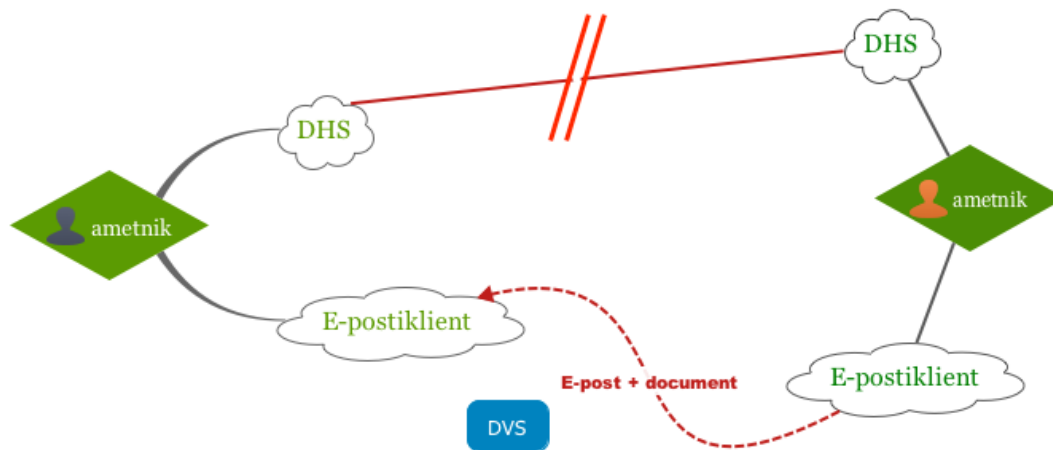 DHS
DHS
ametnik
ametnik
E-postiklient
E-postiklient
E-post + document
DVS